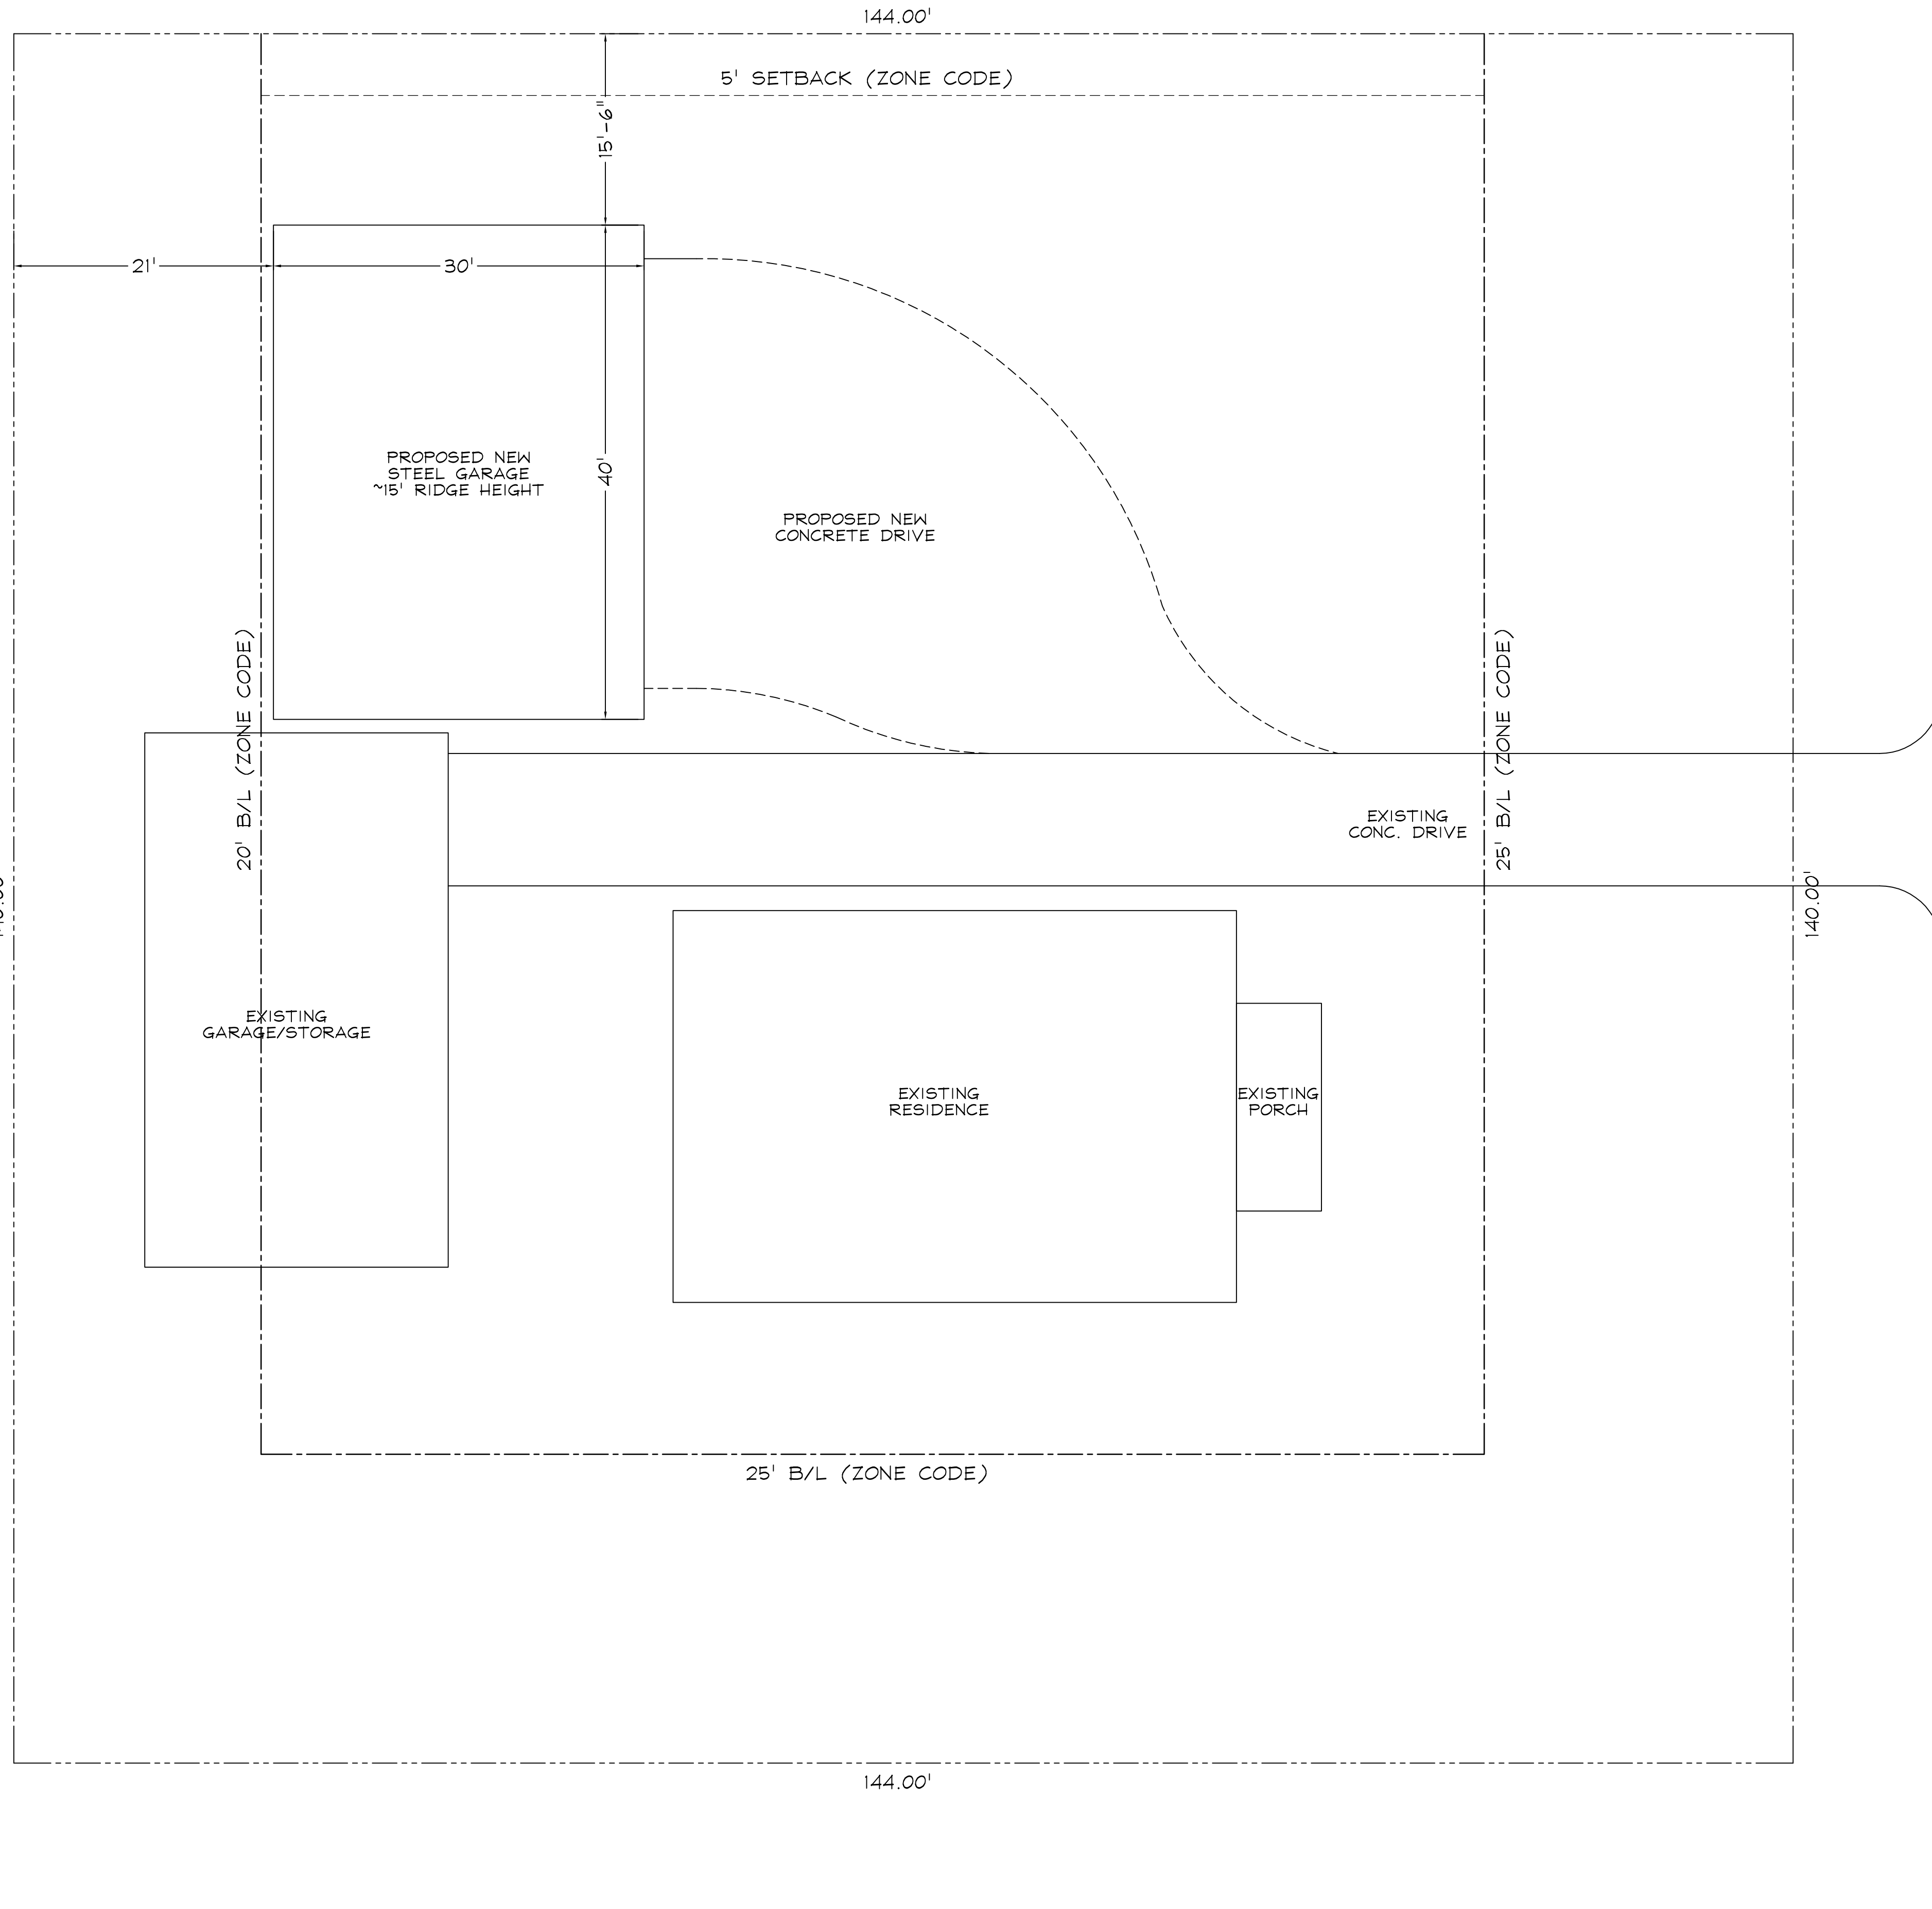 144.00'
5' SETBACK (ZONE CODE)
15'-6"
21'
30'
40'
PROPOSED NEW
STEEL GARAGE
~15' RIDGE HEIGHT
PROPOSED NEW
CONCRETE DRIVE
20' B/L (ZONE CODE)
25' B/L (ZONE CODE)
EXISTING
CONC. DRIVE
140.00'
EXISTING
GARAGE/STORAGE
EXISTING
RESIDENCE
EXISTING
PORCH
25' B/L (ZONE CODE)
144.00'